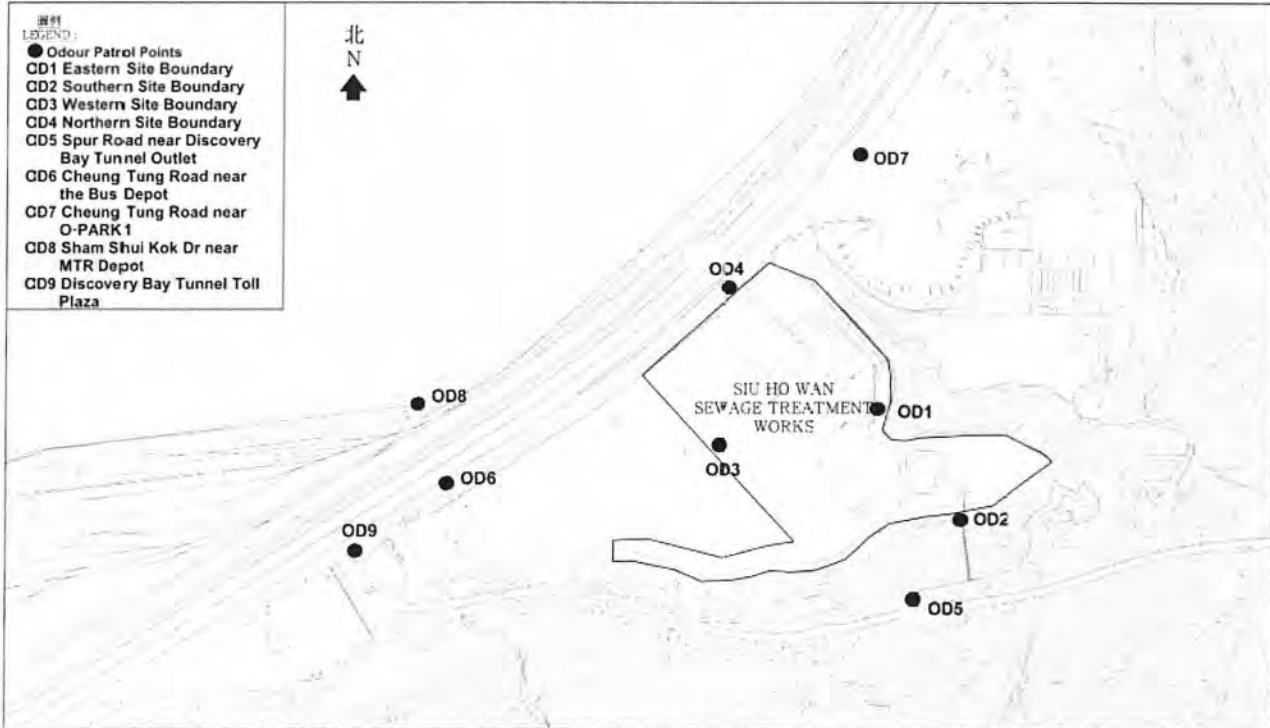 圖例
LEGEND :
Odour Patrol Points
OD1 Eastern Site Boundary
OD2 Southern Site Boundary
OD3 Western Site Boundary
OD4 Northern Site Boundary
OD5 Spur Road near Discovery
Bay Tunnel Outlet
OD6 Cheung Tung Road near
the Bus Depot
OD7 Cheung Tung Road near
O-PARK1
OD8 Sham Shui Kok Dr near
MTR Depot
OD9 Discovery Bay Tunnel Toll
Plaza
北
N
OD7
OD4
OD8
SIU HO WAN
SEWAGE TREATMENT
WORKS
OD1
OD3
OD6
OD2
OD9
OD5